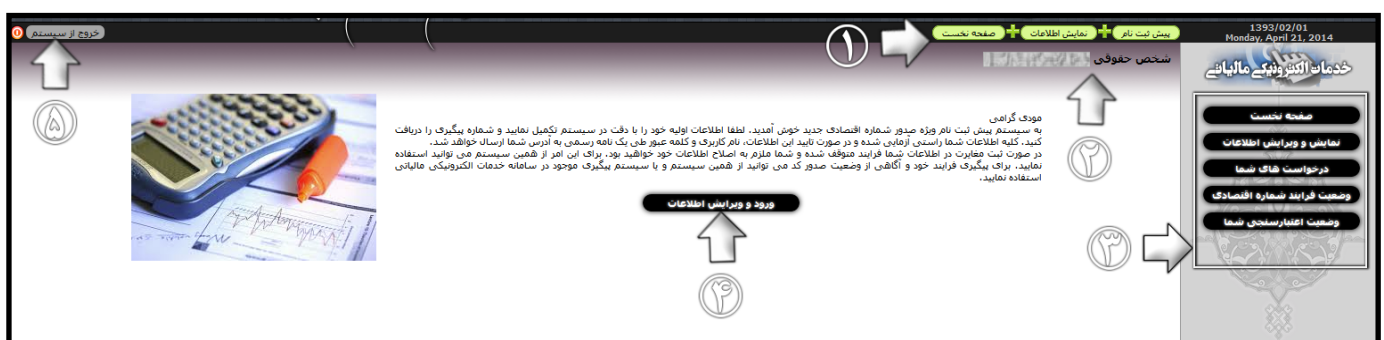 1393/02/01
Monday, April 21, 2014
پیش ثبت نام
نمایش اطلاعات
صفحه نخست
خروج از سیستم
۱
خدمات الکترونیکی مالیاتی
شخص حقوقی
۲
۵
صفحه نخست
نمایش و ویرایش اطلاعات
درخواست های شما
وضعیت فرایند شماره اقتصادی
وضعیت اعتبارسنجی شما
۳
مودی گرامی
به سیستم پیش ثبت نام ویژه صدور شماره اقتصادی جدید خوش آمدید. لطفا اطلاعات اولیه خود را با دقت در سیستم تکمیل نمایید و شماره پیگیری را دریافت
کنید. کلیه اطلاعات شما راستی آزمایی شده و در صورت تایید این اطلاعات، نام کاربری و کلمه عبور طی یک نامه رسمی به آدرس شما ارسال خواهد شد.
در صورت ثبت مغایرت در اطلاعات شما فرایند متوقف شده و شما ملزم به اصلاح اطلاعات خود خواهید بود. برای این امر از همین سیستم می توانید استفاده
نمایید. برای پیگیری فرایند خود و آگاهی از وضعیت صدور کد می توانید از همین سیستم و یا سیستم پیگیری موجود در سامانه خدمات الکترونیکی مالیاتی
استفاده نمایید.
ورود و ویرایش اطلاعات
۴